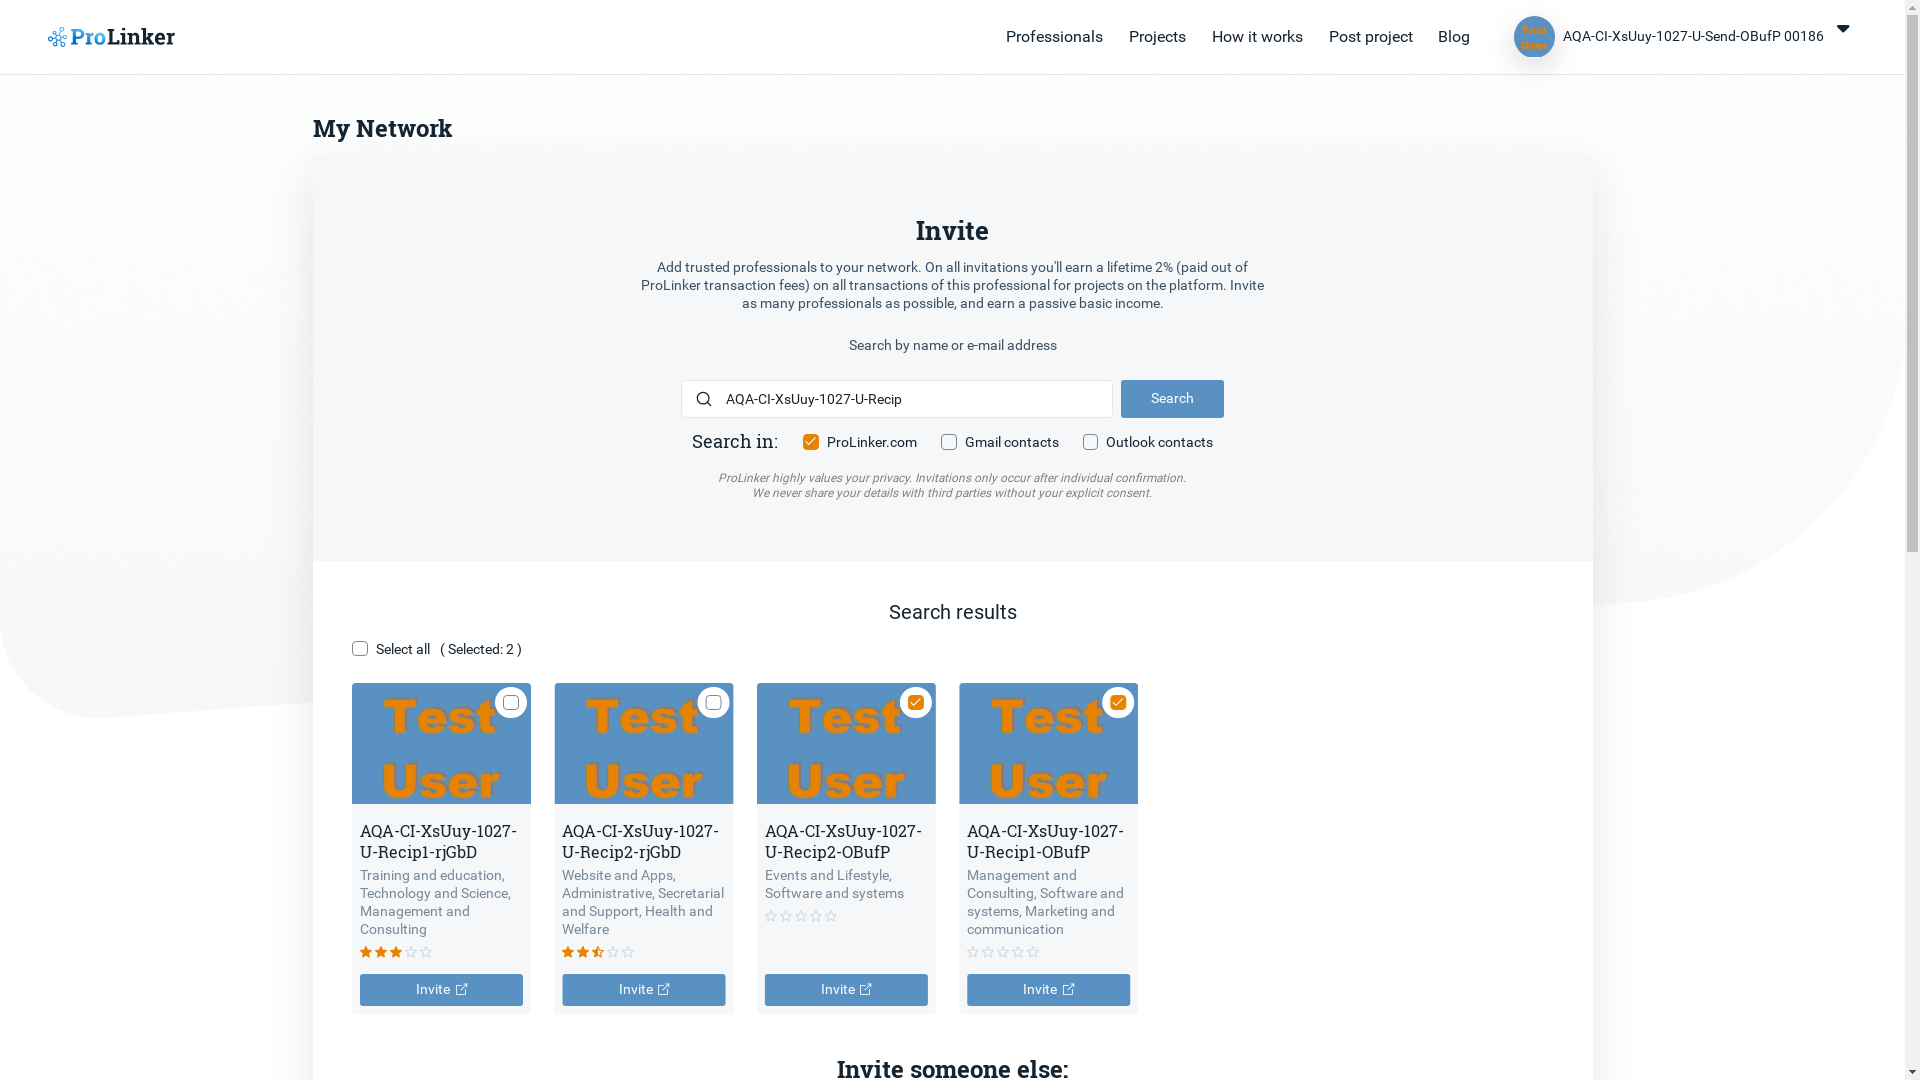 ProLinker
Professionals
Projects
How it works
Post project
Blog
Test
User
AQA-CI-XsUuy-1027-U-Send-OBufP 00186
My Network
Invite
Add trusted professionals to your network. On all invitations you'll earn a lifetime 2% (paid out of
ProLinker transaction fees) on all transactions of this professional for projects on the platform. Invite
as many professionals as possible, and earn a passive basic income.
Search by name or e-mail address
AQA-CI-XsUuy-1027-U-Recip
Search
Search in:
ProLinker.com
Gmail contacts
Outlook contacts
ProLinker highly values your privacy. Invitations only occur after individual confirmation.
We never share your details with third parties without your explicit consent.
Search results
Select all ( Selected: 2 )
Test
User
AQA-CI-XsUuy-1027-
U-Recip1-rjGbD
Training and education,
Technology and Science,
Management and
Consulting
Invite
Test
User
AQA-CI-XsUuy-1027-
U-Recip2-rjGbD
Website and Apps,
Administrative, Secretarial
and Support, Health and
Welfare
Invite
Test
User
AQA-CI-XsUuy-1027-
U-Recip2-OBufP
Events and Lifestyle,
Software and systems
Invite
Test
User
AQA-CI-XsUuy-1027-
U-Recip1-OBufP
Management and
Consulting, Software and
systems, Marketing and
communication
Invite
Invite someone else: